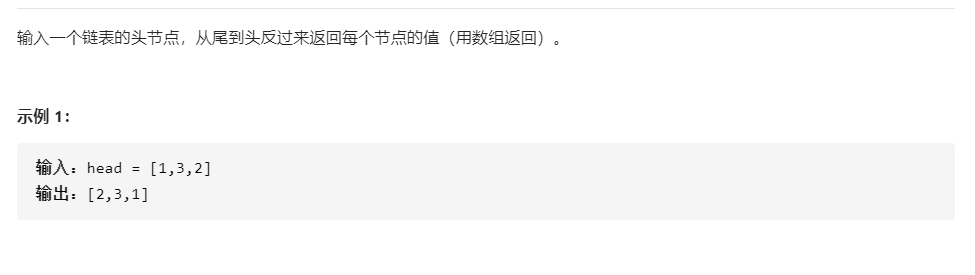 输入一个链表的头节点，从尾到头反过来返回每个节点的值（用数组返回）。
示例 1：
输入：head = [1,3,2]
输出：[2,3,1]